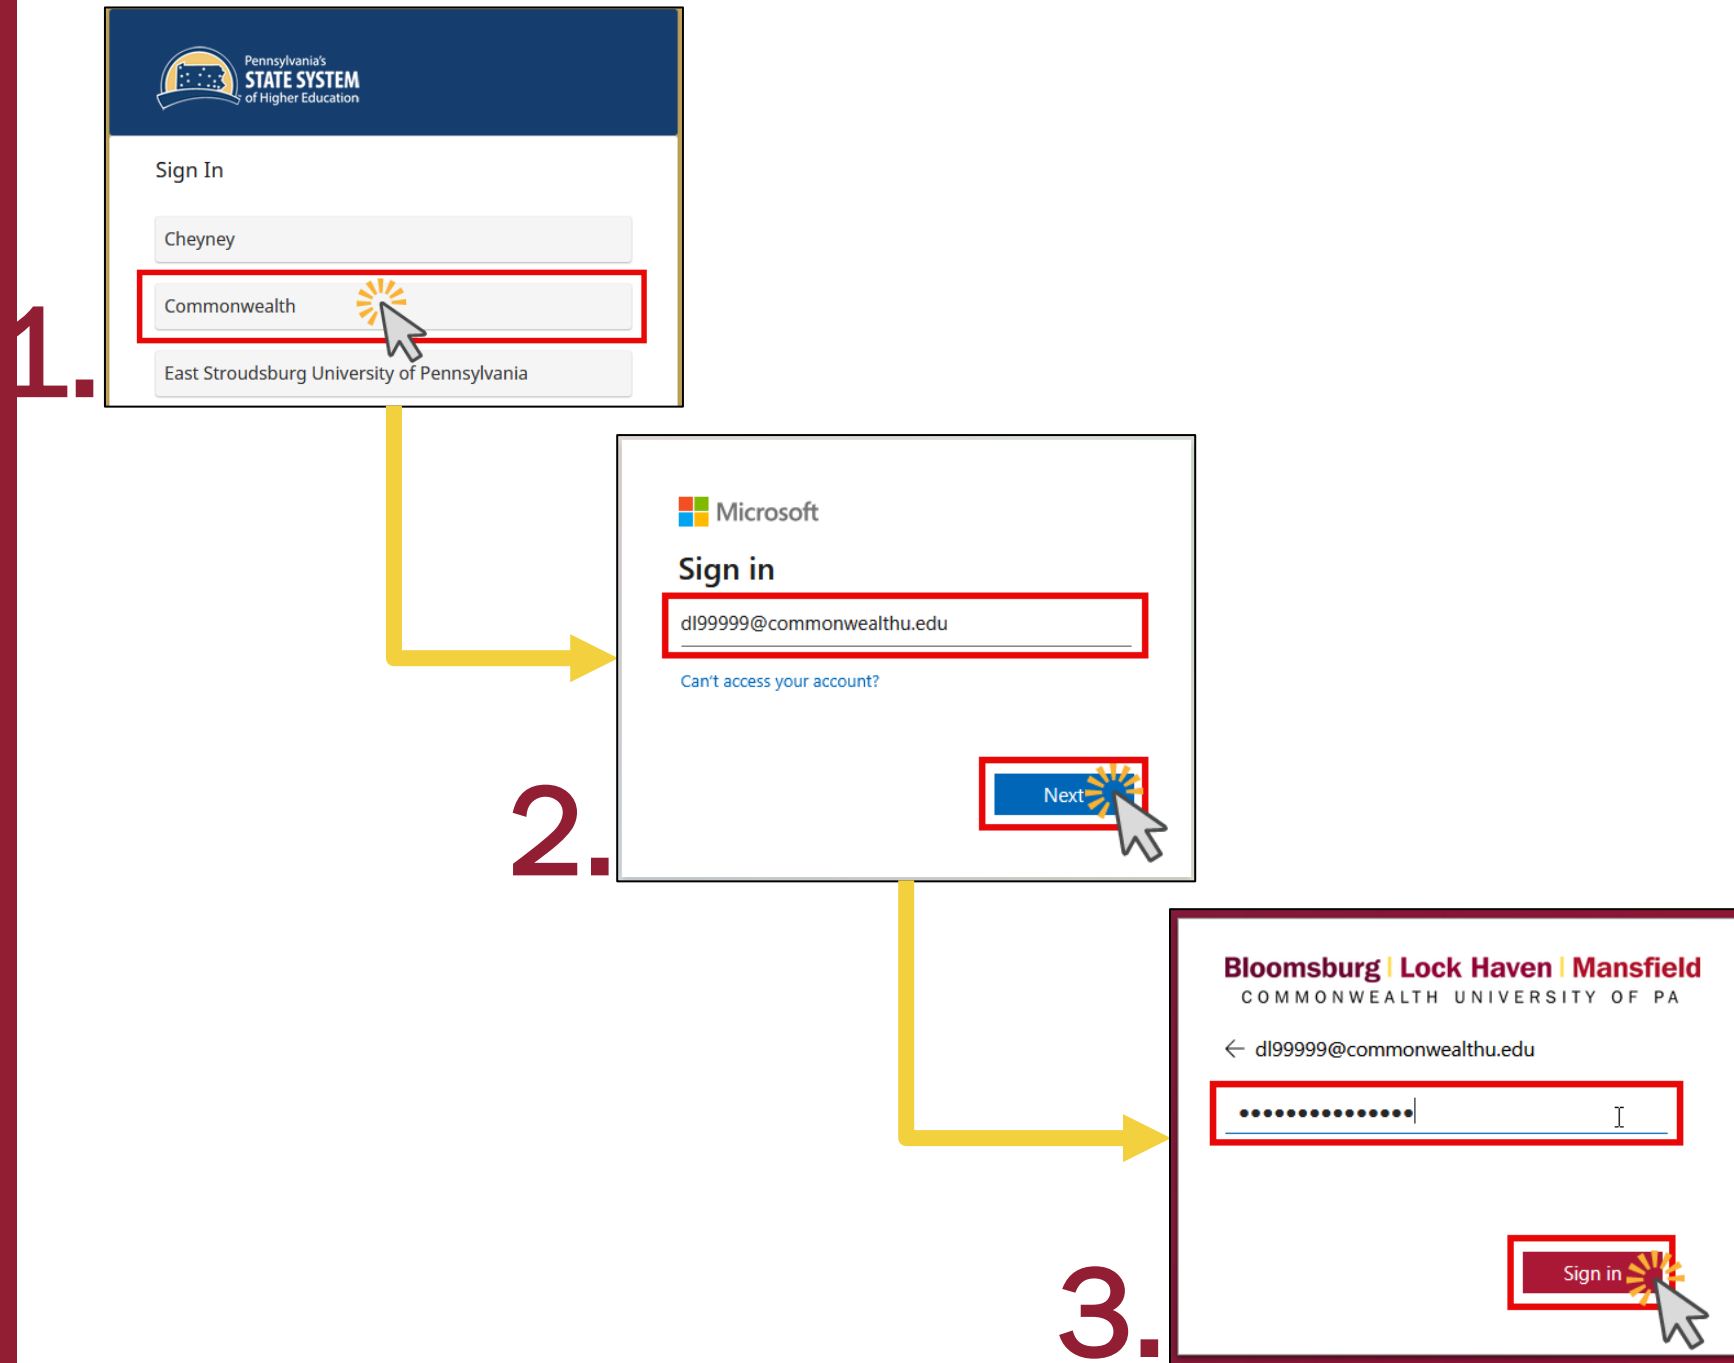 Pennsylvania's
STATE SYSTEM
of Higher Education
Sign In
Cheyney
Commonwealth
East Stroudsburg University of Pennsylvania
1.
Microsoft
Sign in
dl99999@commonwealthu.edu
Can't access your account?
Next
2.
Bloomsburg | Lock Haven | Mansfield
COMMONWEALTH UNIVERSITY OF PA
← dl99999@commonwealthu.edu
•••••••••••••••
Sign in
3.